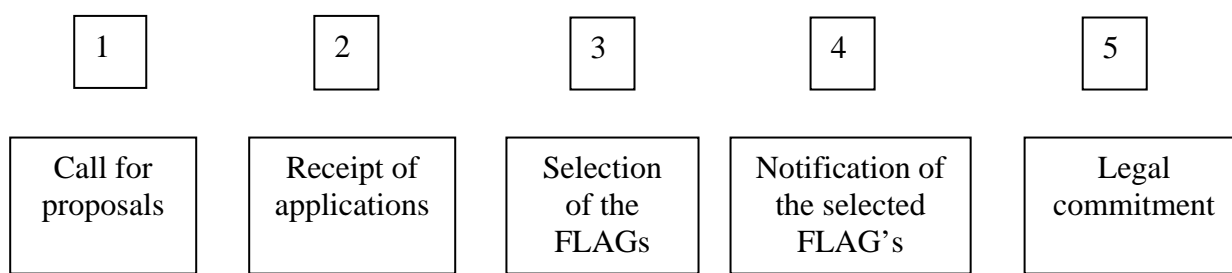 1
2
3
4
5
Call for
proposals
Receipt of
applications
Selection
of the
FLAGs
Notification of
the selected
FLAG’s
Legal
commitment